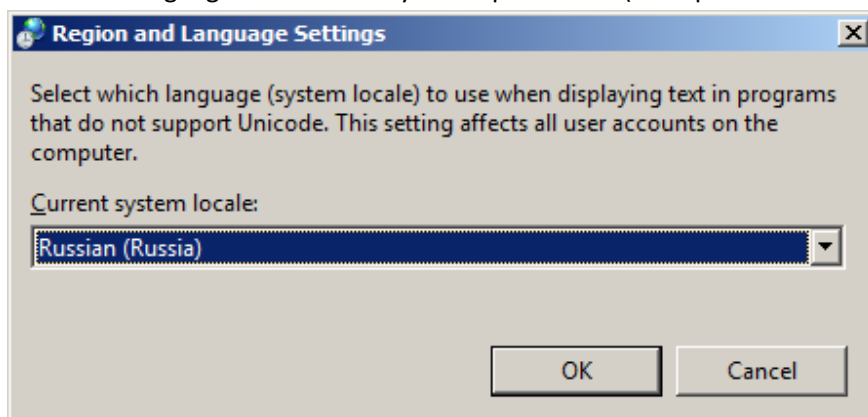 Region and Language Settings
Select which language (system locale) to use when displaying text in programs
that do not support Unicode. This setting affects all user accounts on the
computer.
Current system locale:
Russian (Russia)
OK
Cancel